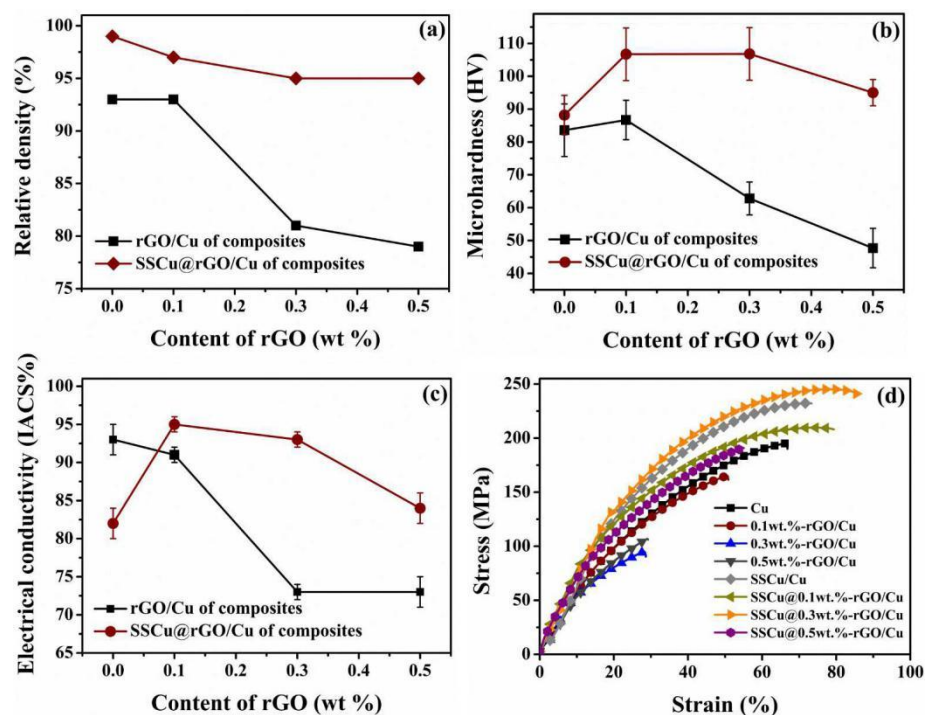 (a)
Relative density (%)
100
95
90
85
80
75
rGO/Cu of composites
SSCu@rGO/Cu of composites
0.0 0.1 0.2 0.3 0.4 0.5
Content of rGO (wt %)
(b)
Microhardness (HV)
110
100
90
80
70
60
50
40
rGO/Cu of composites
SSCu@rGO/Cu of composites
0.0 0.1 0.2 0.3 0.4 0.5
Content of rGO (wt %)
(c)
Electrical conductivity (IACS%)
100
95
90
85
80
75
70
65
rGO/Cu of composites
SSCu@rGO/Cu of composites
0.0 0.1 0.2 0.3 0.4 0.5
Content of rGO (wt %)
(d)
Stress (MPa)
250
200
150
100
50
0
Cu
0.1wt.%-rGO/Cu
0.3wt.%-rGO/Cu
0.5wt.%-rGO/Cu
SSCu/Cu
SSCu@0.1wt.%-rGO/Cu
SSCu@0.3wt.%-rGO/Cu
SSCu@0.5wt.%-rGO/Cu
0 20 40 60 80 100
Strain (%)